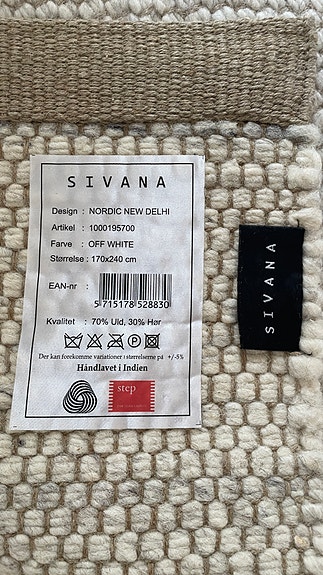 SIVANA
Design : NORDIC NEW DELHI
Artikel : 1000195700
Farve : OFF WHITE
Størrelse : 170x240 cm
EAN-nr :
5 715178 528830
Kvalitet : 70% Uld, 30% Hør
P
Der kan forekomme variationer i størrelserne på +/-5%
Håndlavet i Indien
step
SIVANA